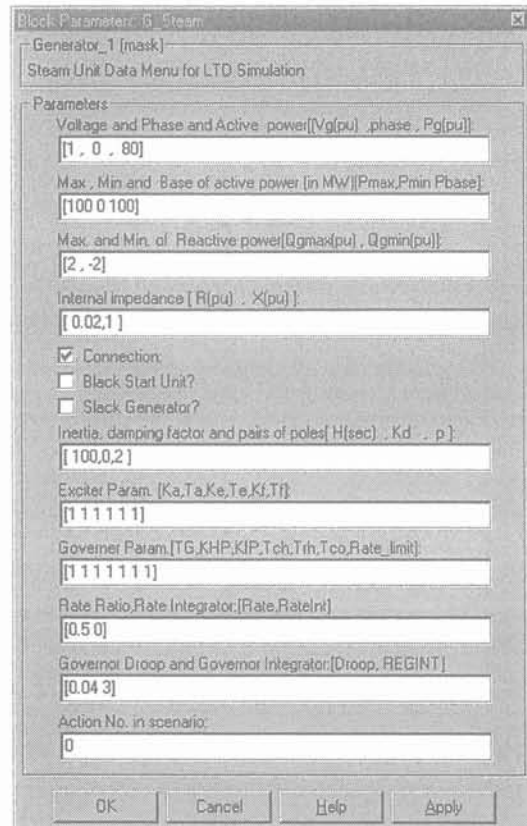 Block Parameters: G_Steam
Generator_1 (mask)
Steam Unit Data Menu for LTD Simulation
Parameters
Voltage and Phase and Active power[[Vg(pu) ,phase , Pg(pu)]:
[1 , 0 , 80]
Max , Min and Base of active power (in MW)[Pmax,Pmin Pbase]:
[100 0 100]
Max. and Min. of Reactive power[Qgmax(pu) , Qgmin(pu)]:
[2 , -2]
Internal impedance [ R(pu) , X(pu) ]:
[ 0.02,1 ]
Connection:
Black Start Unit?
Slack Generator?
Inertia, damping factor and pairs of poles[ H(sec) , Kd , p ]:
[ 100,0,2 ]
Exciter Param. [Ka,Ta,Ke,Te,Kf,Tf]:
[1 1 1 1 1 1]
Governer Param.[TG,KHP,KIP,Tch,Trh,Tco,Rate_limit]:
[1 1 1 1 1 1 1]
Rate Ratio,Rate Integrator:[Rate,RateInt]
[0.5 0]
Governor Droop and Governor Integrator:[Droop, REGINT]
[0.04 3]
Action No. in scenario:
0
OK Cancel Help Apply